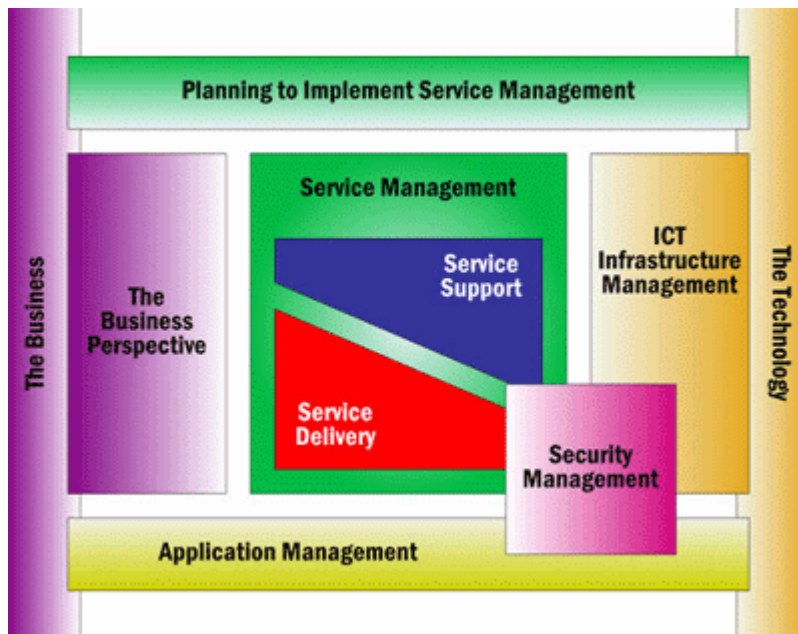 Planning to Implement Service Management
The Business
The
Business
Perspective
Service Management
Service
Support
Service
Delivery
ICT
Infrastructure
Management
The Technology
Security
Management
Application Management